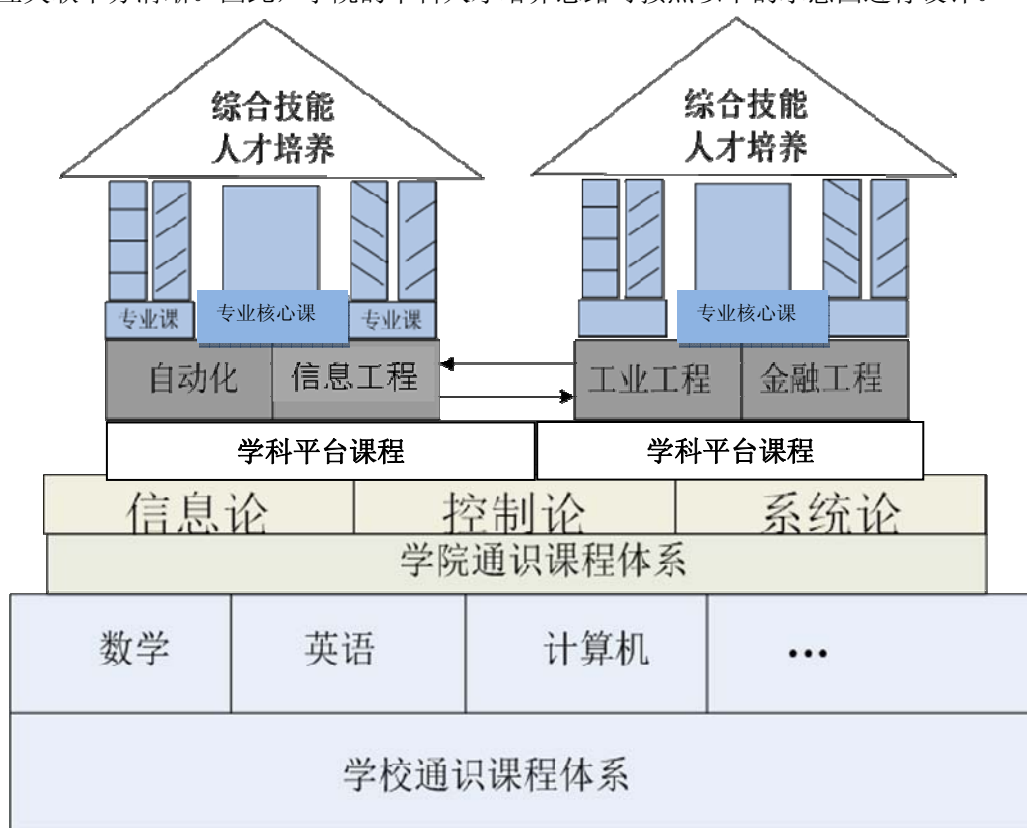 综合技能
人才培养
综合技能
人才培养
专业课
专业核心课
专业课
专业核心课
自动化
信息工程
工业工程
金融工程
学科平台课程
学科平台课程
信息论
控制论
系统论
学院通识课程体系
数学
英语
计算机
•••
学校通识课程体系